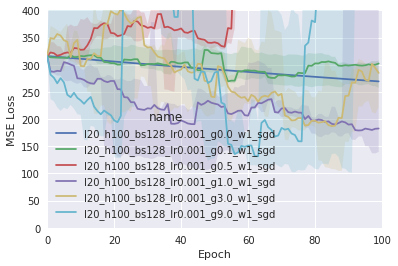 400
350
300
250
200
150
100
50
0
MSE Loss
name
l20_h100_bs128_lr0.001_g0.0_w1_sgd
l20_h100_bs128_lr0.001_g0.1_w1_sgd
l20_h100_bs128_lr0.001_g0.5_w1_sgd
l20_h100_bs128_lr0.001_g1.0_w1_sgd
l20_h100_bs128_lr0.001_g3.0_w1_sgd
l20_h100_bs128_lr0.001_g9.0_w1_sgd
0 20 40 60 80 100
Epoch